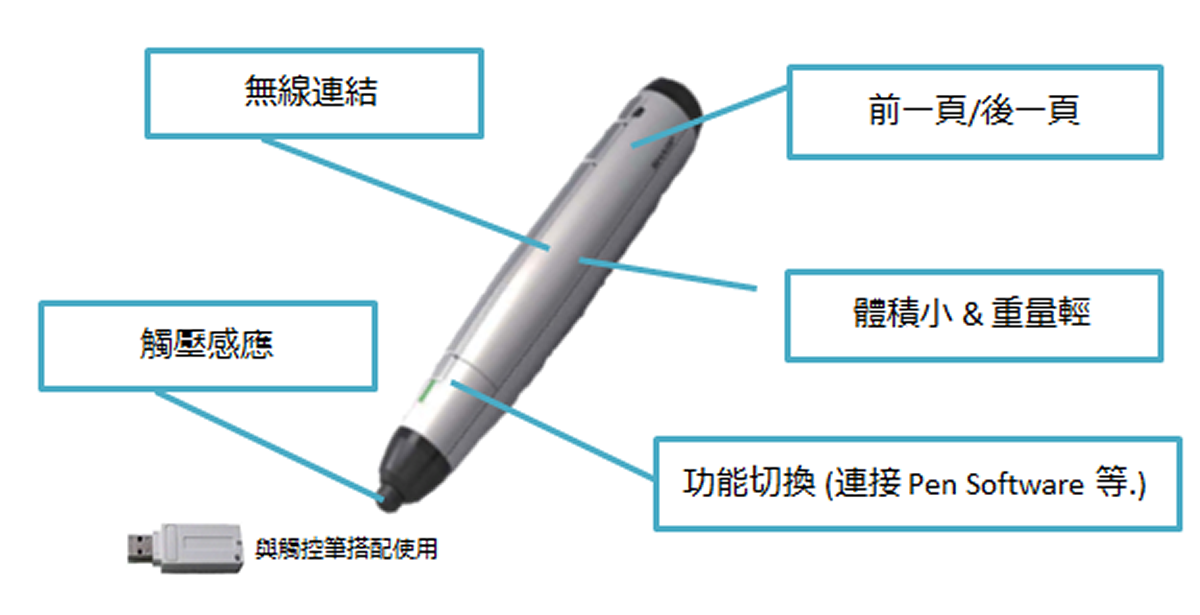 無線連結
前一頁/後一頁
體積小 & 重量輕
觸壓感應
功能切換 (連接 Pen Software 等.)
與觸控筆搭配使用